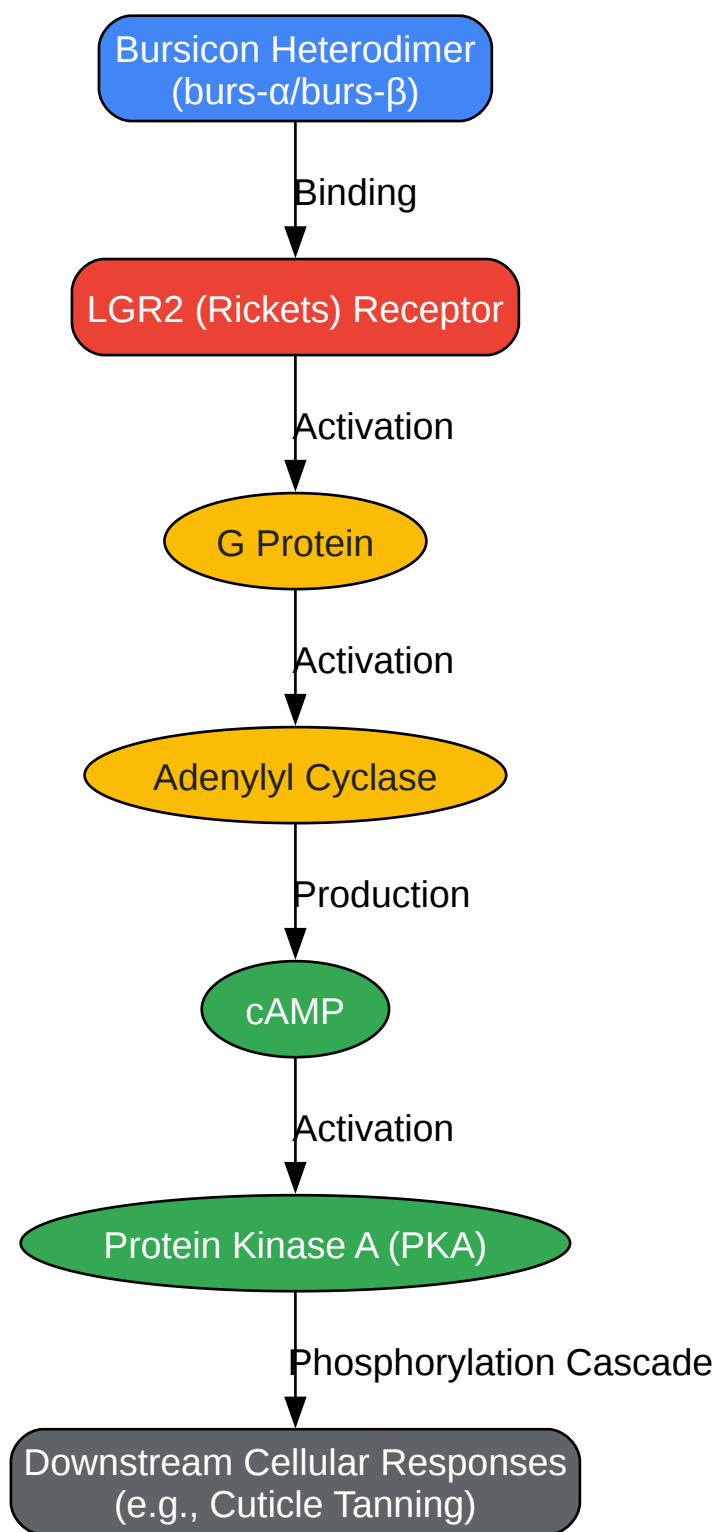 Bursicon Heterodimer
(burs-α/burs-β)
Binding
LGR2 (Rickets) Receptor
Activation
G Protein
Activation
Adenylyl Cyclase
Production
cAMP
Activation
Protein Kinase A (PKA)
Phosphorylation Cascade
Downstream Cellular Responses
(e.g., Cuticle Tanning)